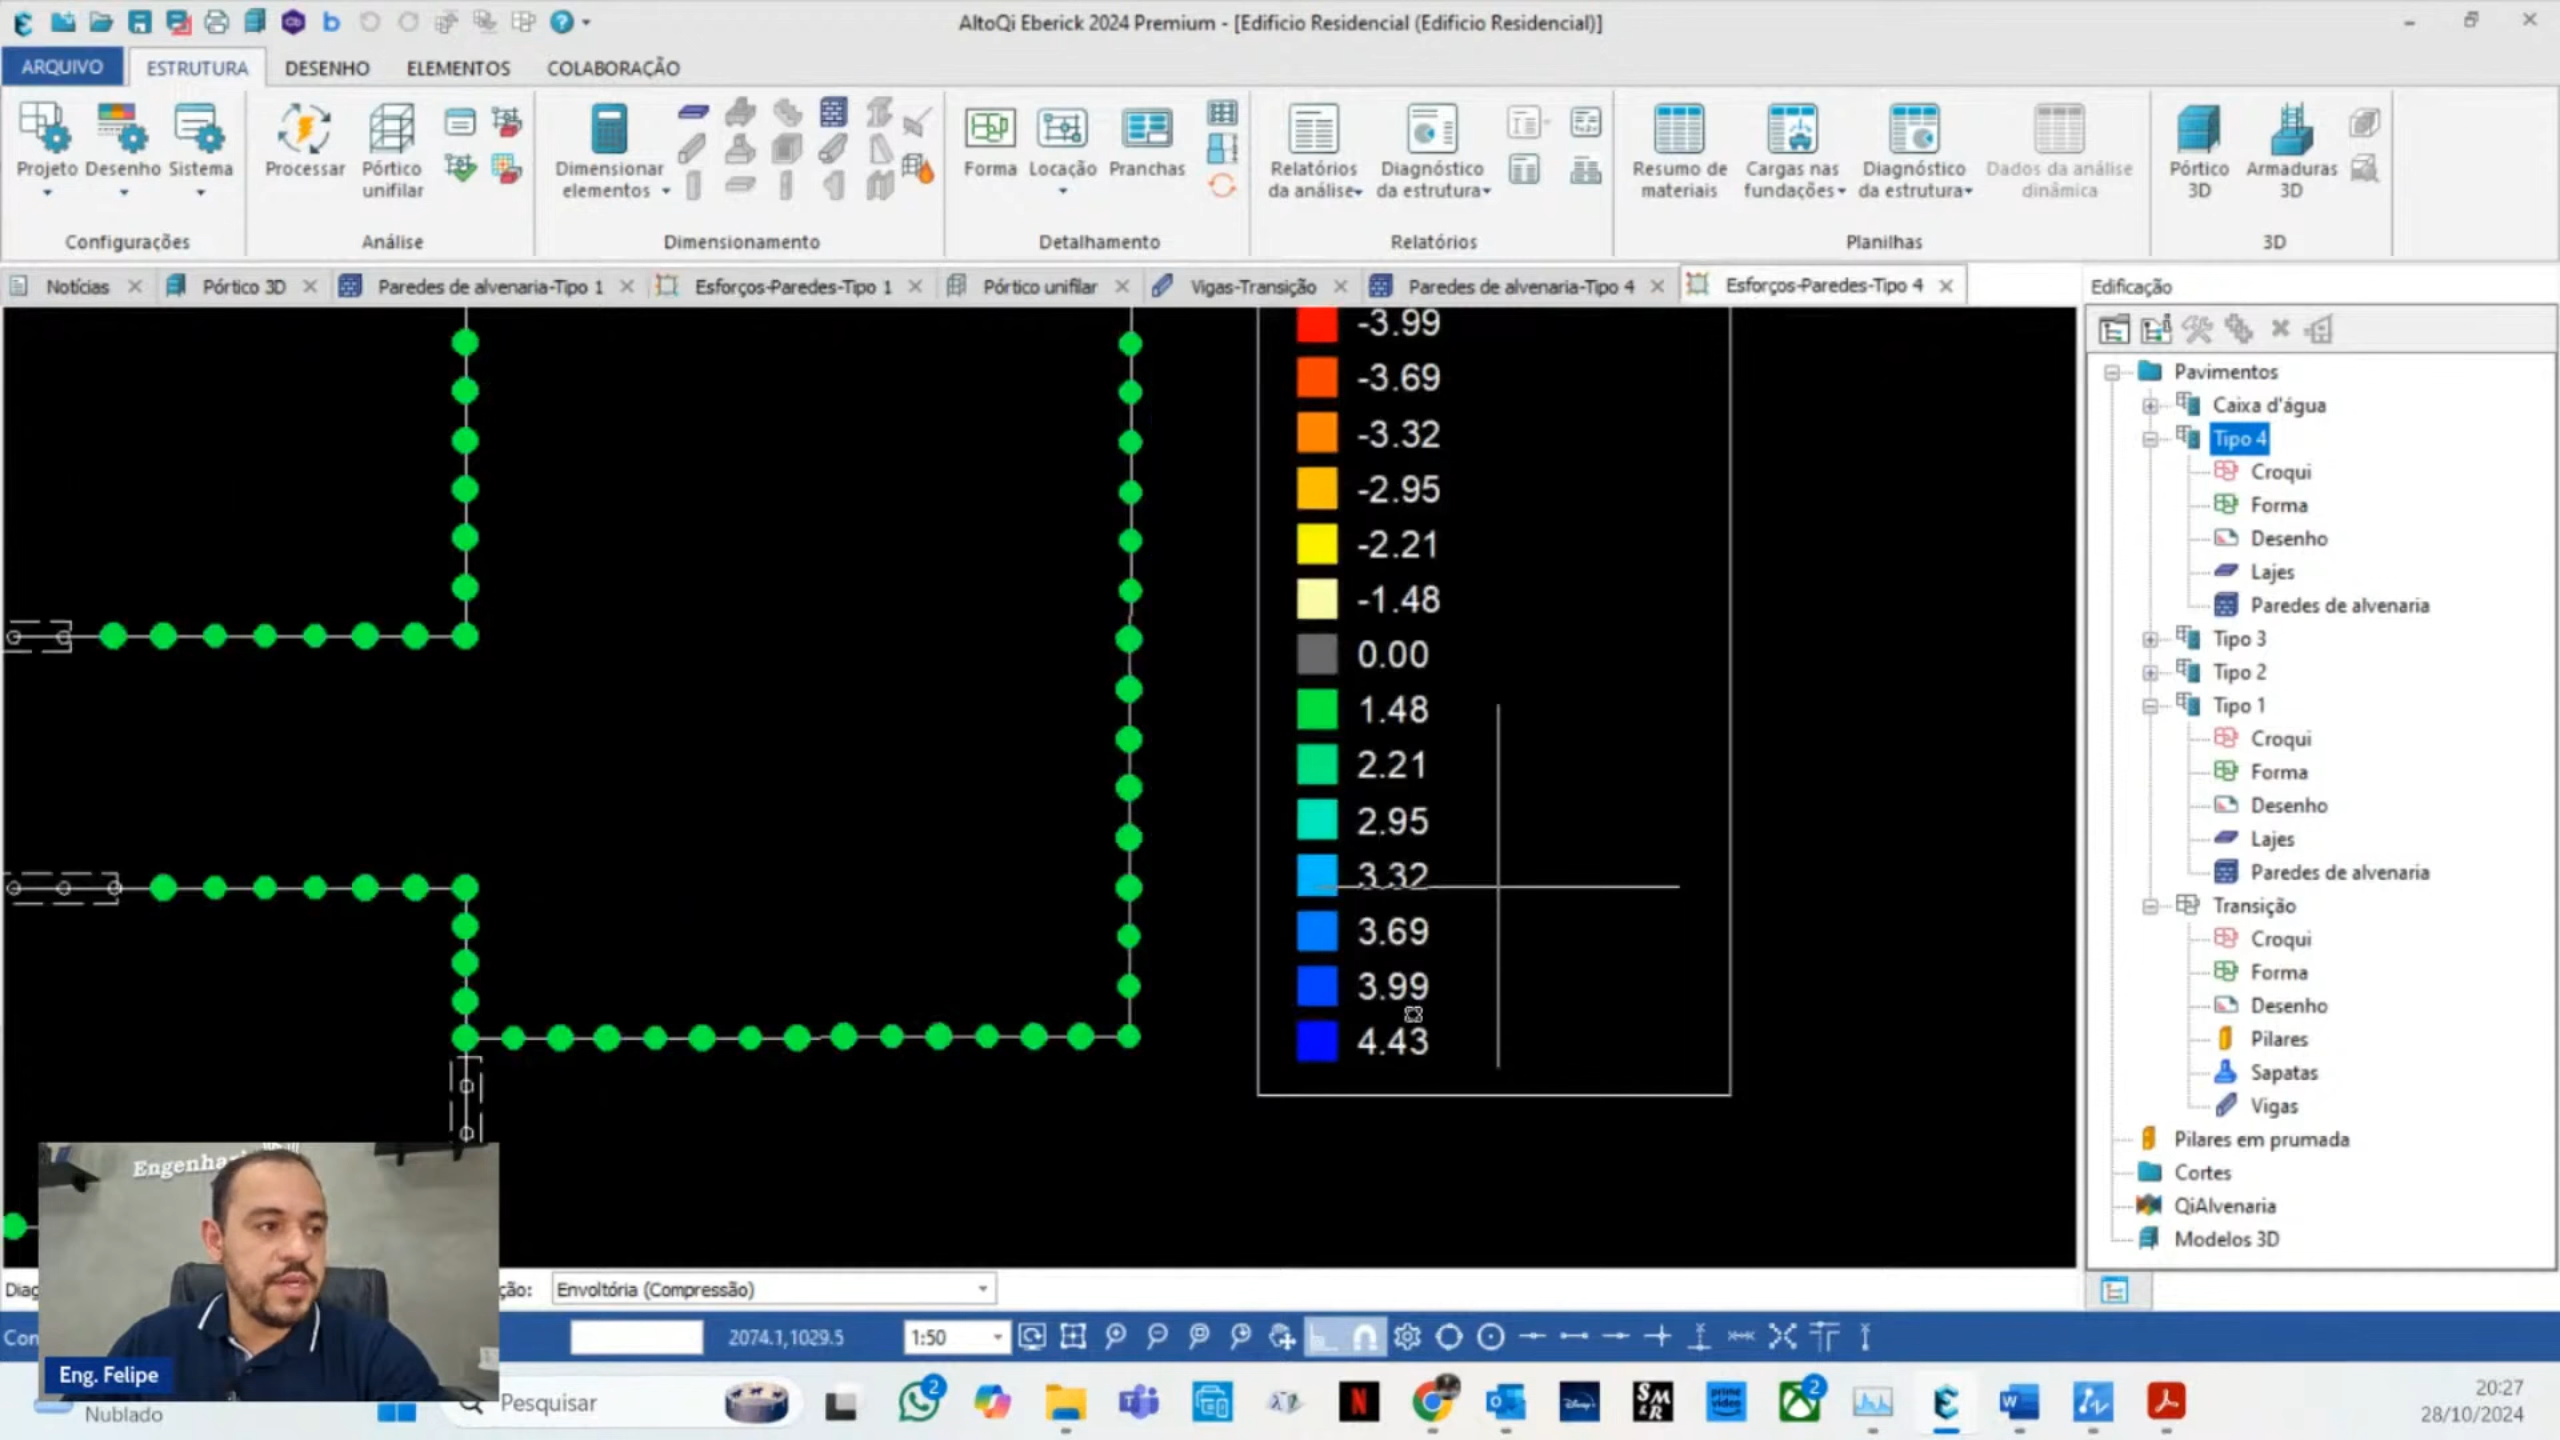 AltoQi Eberick 2024 Premium - [Edificio Residencial (Edificio Residencial)]
ARQUIVO ESTRUTURA DESENHO ELEMENTOS COLABORAÇÃO
Projeto Desenho Sistema
Configurações
Processar Pórtico unifilar
Análise
Dimensionar elementos
Dimensionamento
Forma Locação Pranchas
Detalhamento
Relatórios da análise Diagnóstico da estrutura
Relatórios
Resumo de materiais Cargas nas fundações Diagnóstico da estrutura Dados da análise dinâmica
Planilhas
Pórtico 3D Armaduras 3D
3D
Notícias Pórtico 3D Paredes de alvenaria-Tipo 1 Esforços-Paredes-Tipo 1 Pórtico unifilar Vigas-Transição Paredes de alvenaria-Tipo 4 Esforços-Paredes-Tipo 4
-3.99
-3.69
-3.32
-2.95
-2.21
-1.48
0.00
1.48
2.21
2.95
3.32
3.69
3.99
4.43
Edificação
Pavimentos
Caixa d'água
Tipo 4
Croqui
Forma
Desenho
Lajes
Paredes de alvenaria
Tipo 3
Tipo 2
Tipo 1
Croqui
Forma
Desenho
Lajes
Paredes de alvenaria
Transição
Croqui
Forma
Desenho
Pilares
Sapatas
Vigas
Pilares em prumada
Cortes
QiAlvenaria
Modelos 3D
Engenhar
Eng. Felipe
Diag ção: Envoltória (Compressão)
Con 2074.1,1029.5 1:50
Nublado
Pesquisar
2
2
prime video
20:27
28/10/2024